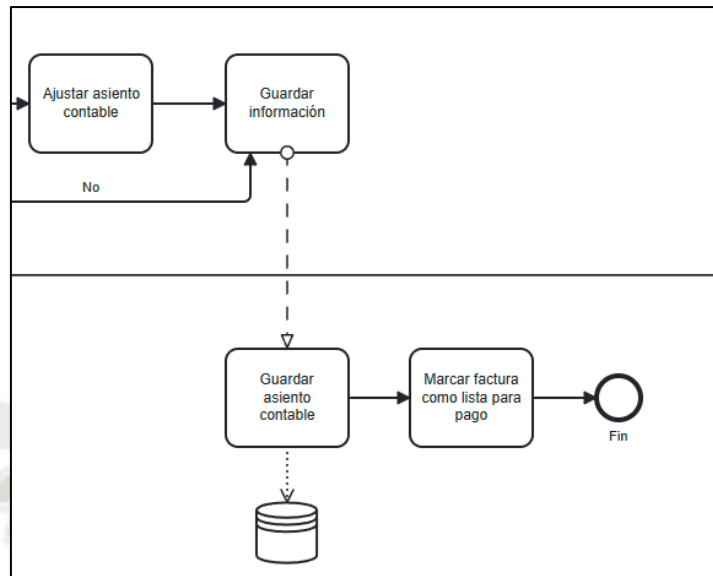 Ajustar asiento
contable
Guardar
información
No
Guardar
asiento
contable
Marcar factura
como lista para
pago
Fin